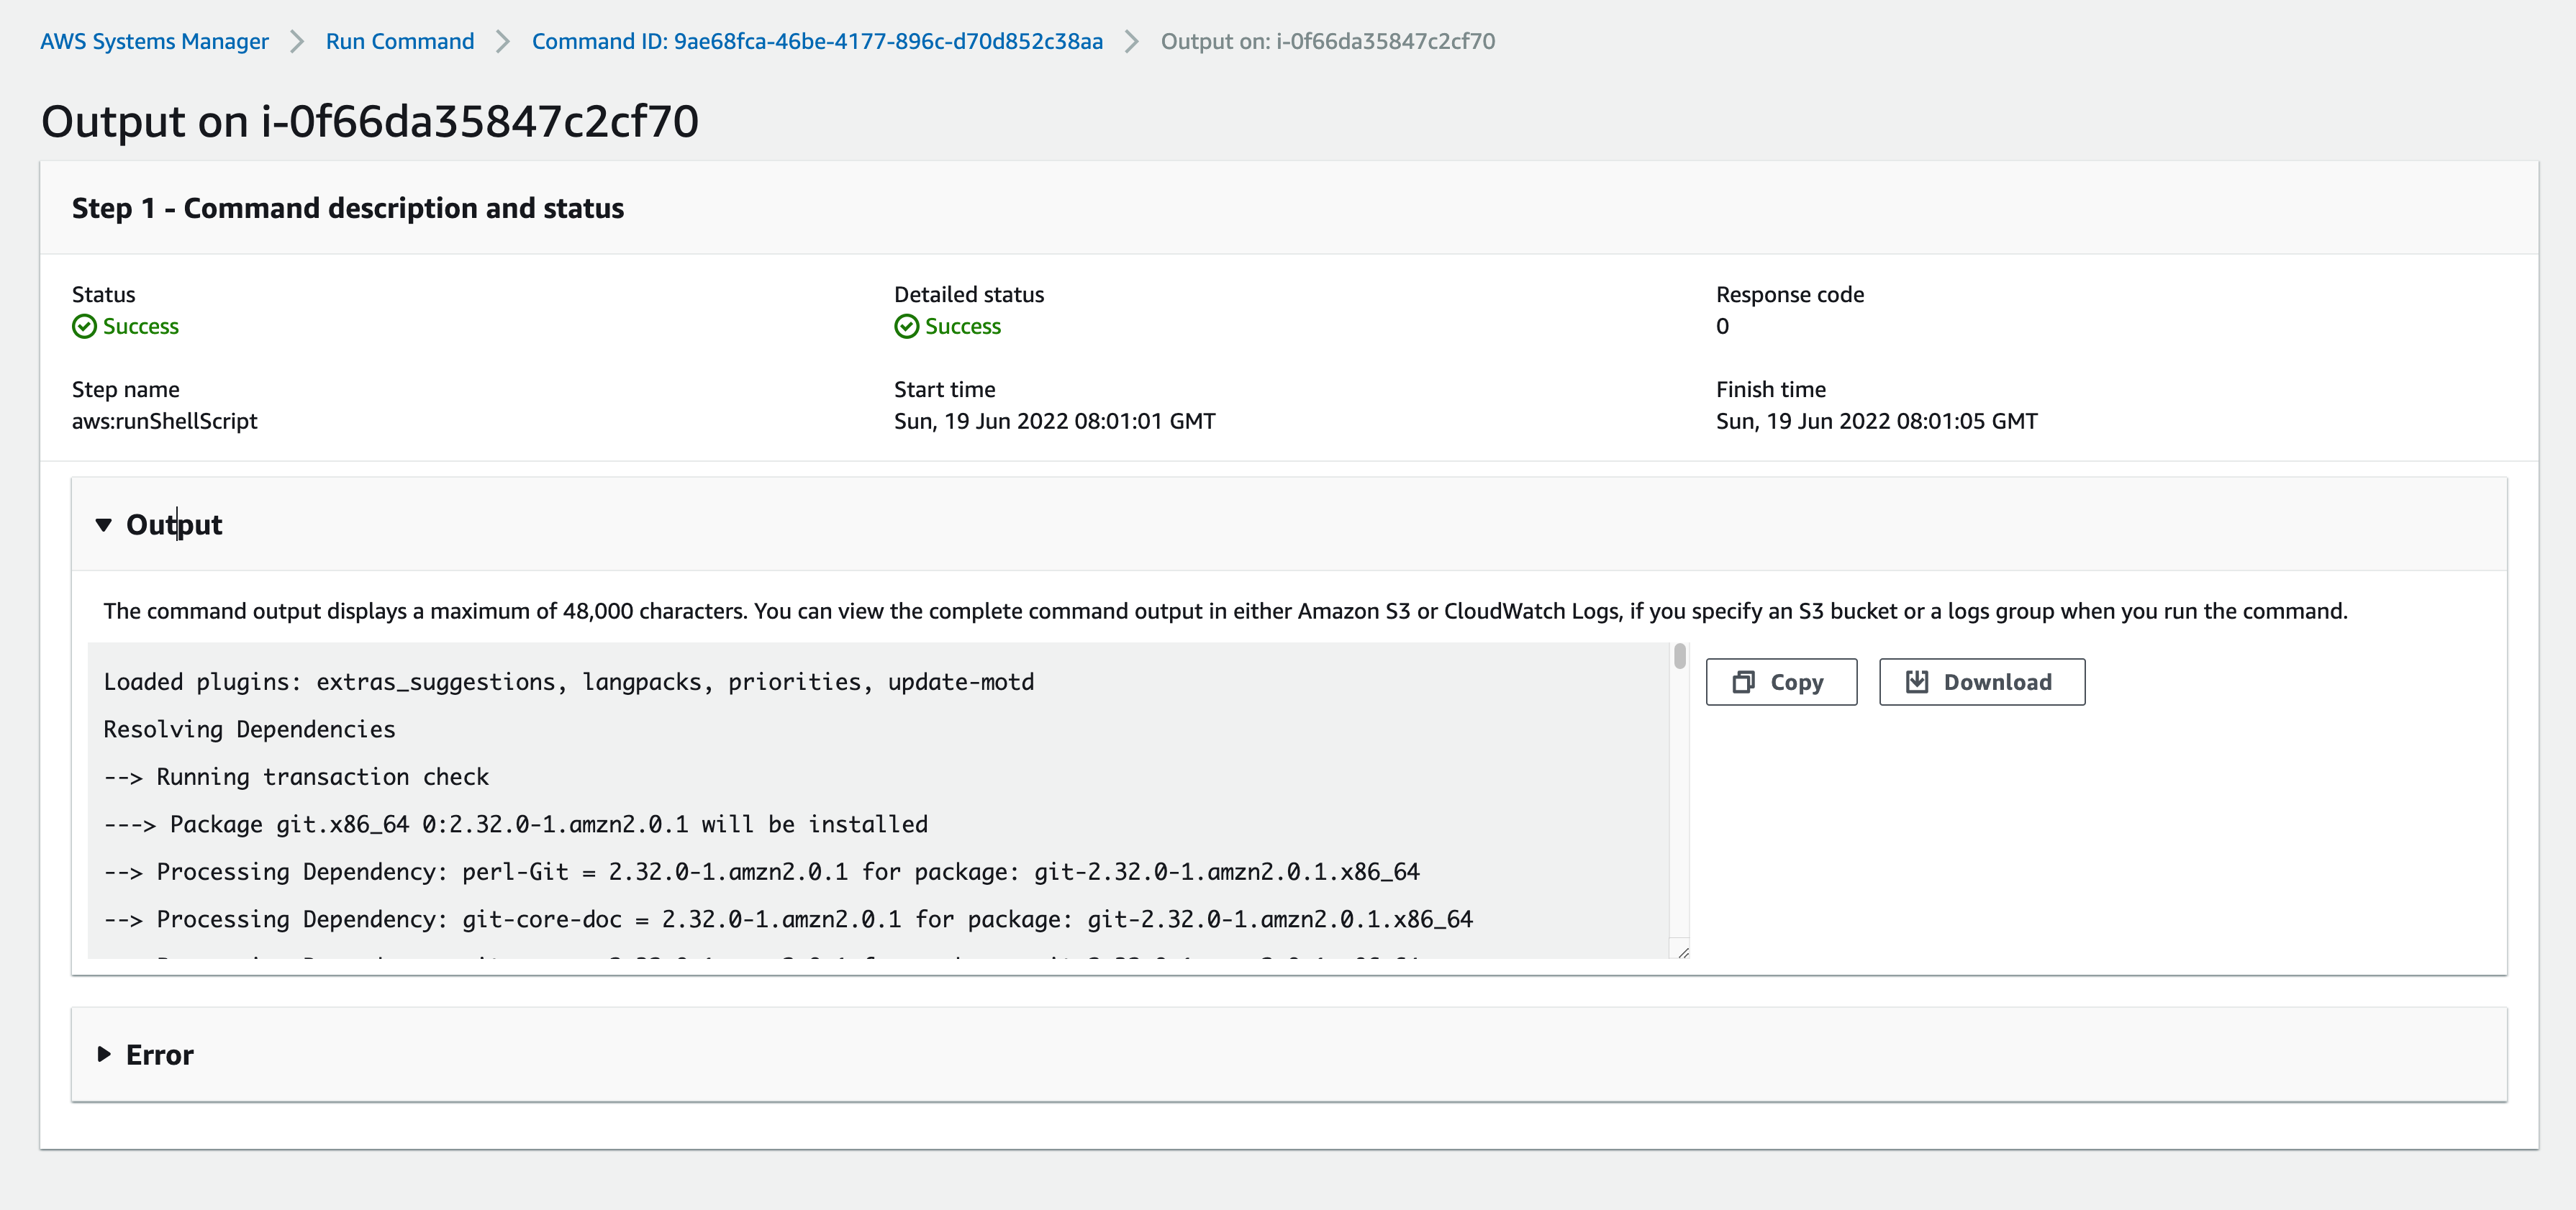 AWS Systems Manager > Run Command > Command ID: 9ae68fca-46be-4177-896c-d70d852c38aa > Output on: i-0f66da35847c2cf70
Output on i-0f66da35847c2cf70
Step 1 - Command description and status
Status Detailed status Response code
Success Success 0
Step name Start time Finish time
aws:runShellScript Sun, 19 Jun 2022 08:01:01 GMT Sun, 19 Jun 2022 08:01:05 GMT
Output
The command output displays a maximum of 48,000 characters. You can view the complete command output in either Amazon S3 or CloudWatch Logs, if you specify an S3 bucket or a logs group when you run the command.
Loaded plugins: extras_suggestions, langpacks, priorities, update-motd
Copy Download
Resolving Dependencies
--> Running transaction check
---> Package git.x86_64 0:2.32.0-1.amzn2.0.1 will be installed
--> Processing Dependency: perl-Git = 2.32.0-1.amzn2.0.1 for package: git-2.32.0-1.amzn2.0.1.x86_64
--> Processing Dependency: git-core-doc = 2.32.0-1.amzn2.0.1 for package: git-2.32.0-1.amzn2.0.1.x86_64
Error